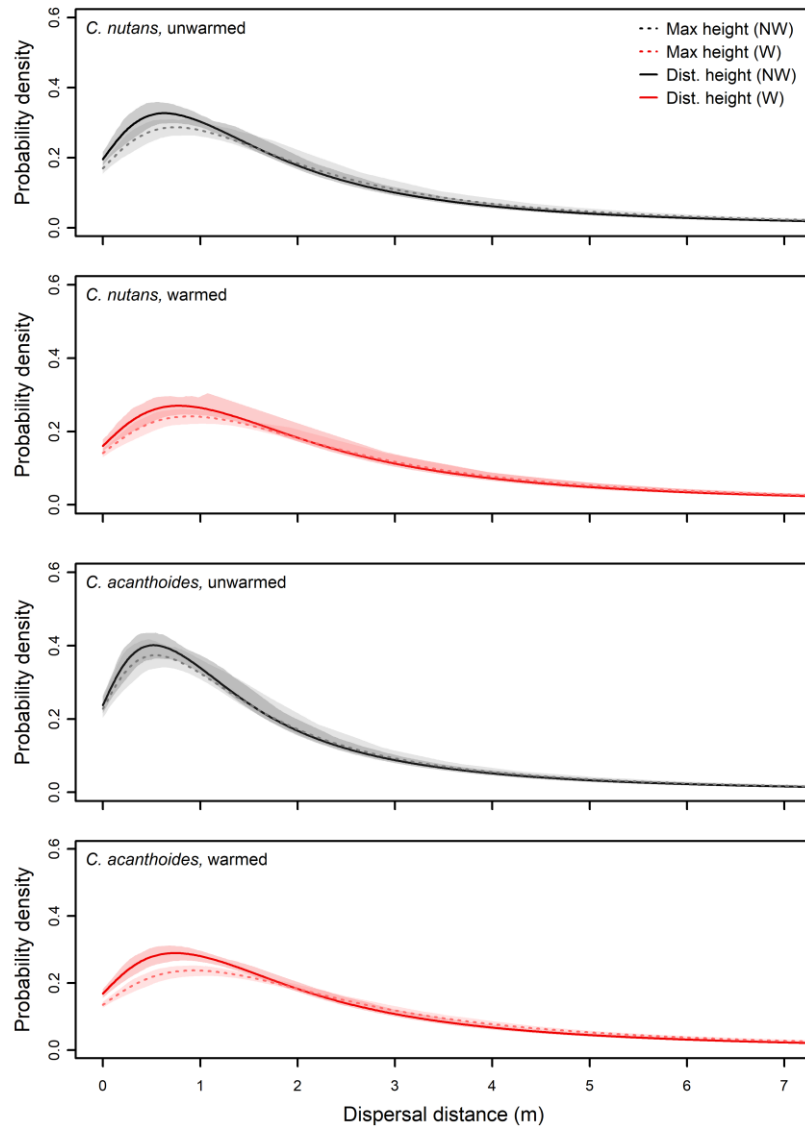 C. nutans, unwarmed
Max height (NW)
Max height (W)
Dist. height (NW)
Dist. height (W)
Probability density
0.6
0.4
0.2
0.0
C. nutans, warmed
Probability density
0.6
0.4
0.2
0.0
C. acanthoides, unwarmed
Probability density
0.6
0.4
0.2
0.0
C. acanthoides, warmed
Probability density
0.6
0.4
0.2
0.0
0 1 2 3 4 5 6 7
Dispersal distance (m)